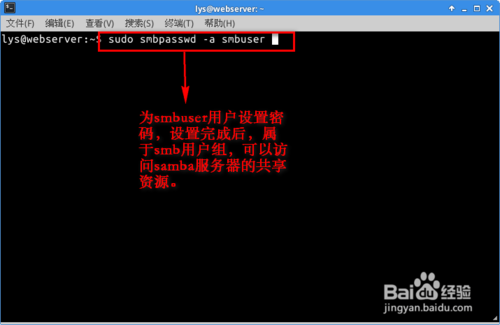 lys@webserver: ~
文件(F) 编辑(E) 查看(V) 搜索(S) 终端(T) 帮助(H)
lys@webserver:~$ sudo smbpasswd -a smbuser
为smbuser用户设置密
码，设置完成后，属
于smb用户组，可以访
问samba服务器的共享
资源。
Bai 经验
jingyan.baidu.com